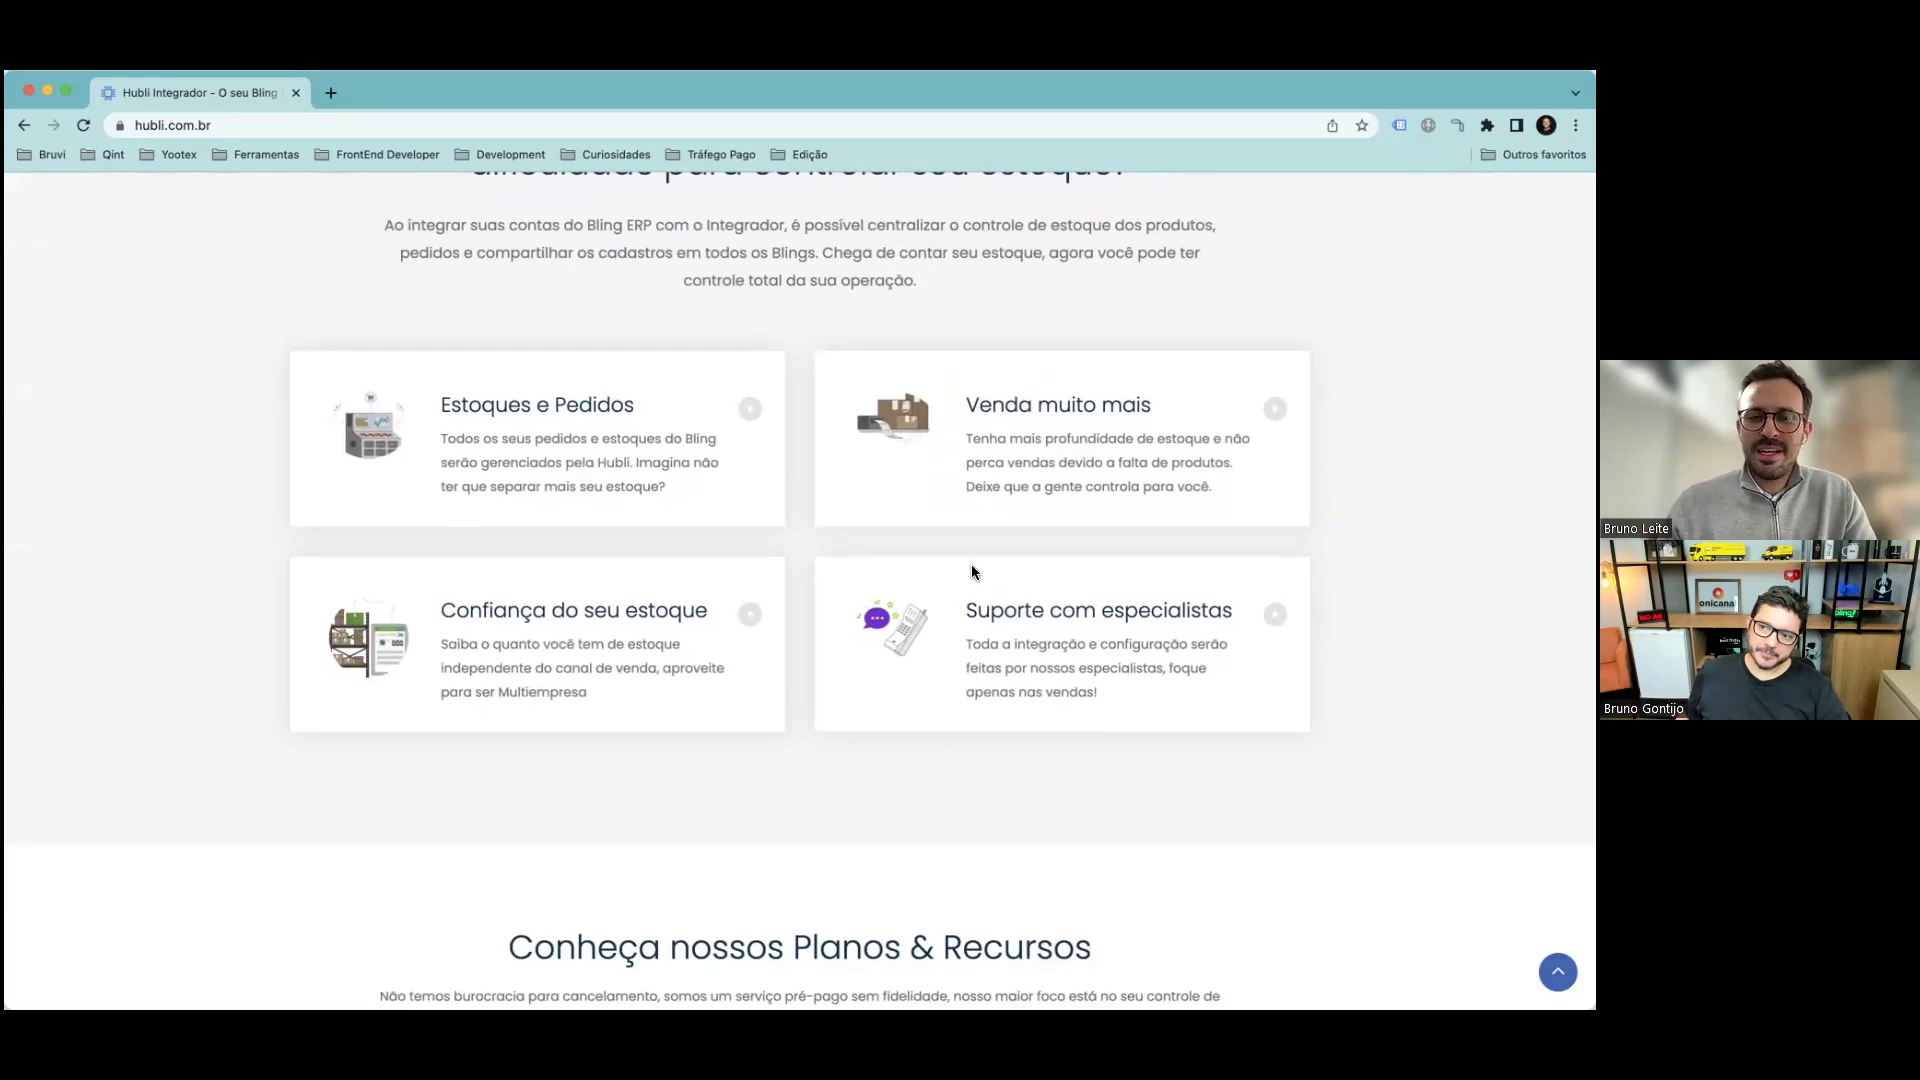 Hubli Integrador - O seu Bling
hubli.com.br
Bruvi
Qint
Yootex
Ferramentas
FrontEnd Developer
Development
Curiosidades
Tráfego Pago
Edição
Outros favoritos
dificuldade para controlar seu estoque?
Ao integrar suas contas do Bling ERP com o Integrador, é possível centralizar o controle de estoque dos produtos,
pedidos e compartilhar os cadastros em todos os Blings. Chega de contar seu estoque, agora você pode ter
controle total da sua operação.
Estoques e Pedidos
Todos os seus pedidos e estoques do Bling
serão gerenciados pela Hubli. Imagina não
ter que separar mais seu estoque?
Venda muito mais
Tenha mais profundidade de estoque e não
perca vendas devido a falta de produtos.
Deixe que a gente controla para você.
Confiança do seu estoque
Saiba o quanto você tem de estoque
independente do canal de venda, aproveite
para ser Multiempresa
Suporte com especialistas
Toda a integração e configuração serão
feitas por nossos especialistas, foque
apenas nas vendas!
Conheça nossos Planos & Recursos
Não temos burocracia para cancelamento, somos um serviço pré-pago sem fidelidade, nosso maior foco está no seu controle de
Bruno Leite
onicanal
bling
Bruno Gontijo